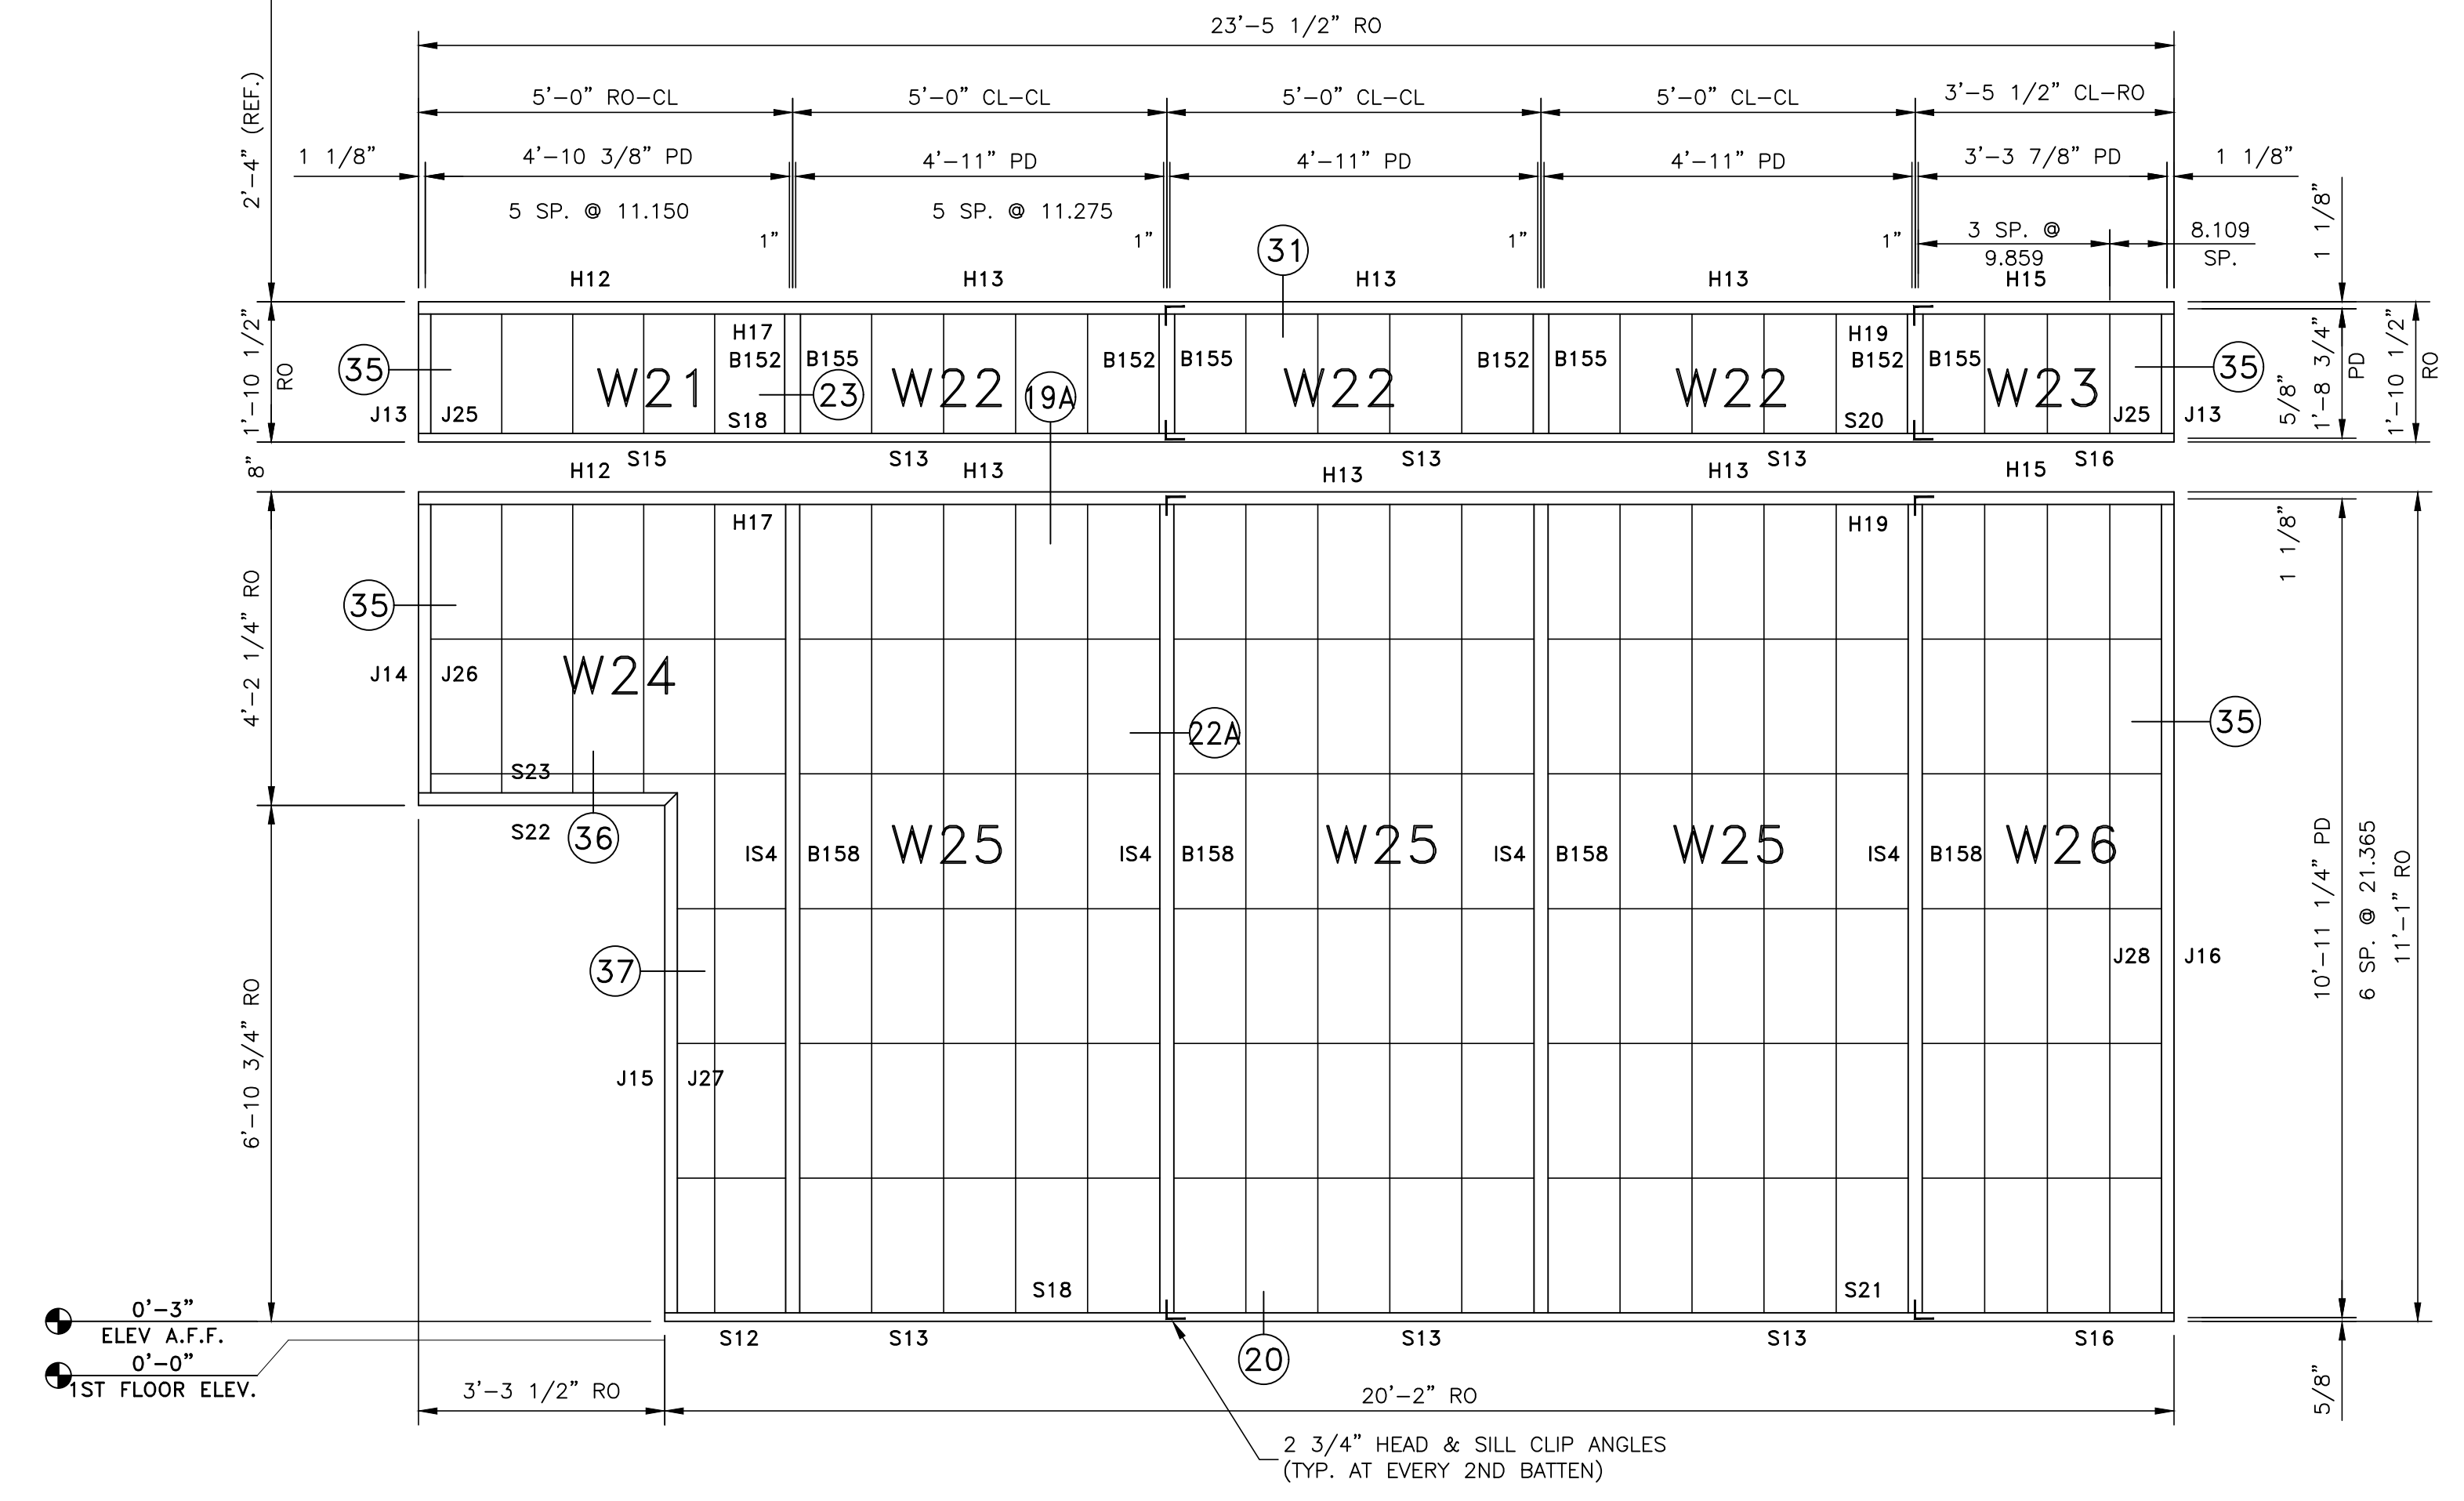 23'-5 1/2" RO
5'-0" RO-CL
5'-0" CL-CL
5'-0" CL-CL
5'-0" CL-CL
3'-5 1/2" CL-RO
2'-4" (REF.)
1 1/8"
4'-10 3/8" PD
4'-11" PD
4'-11" PD
4'-11" PD
3'-3 7/8" PD
1 1/8"
5 SP. @ 11.150
5 SP. @ 11.275
1"
1"
1"
1"
3 SP. @
9.859
8.109
SP.
1 1/8"
31
H12
H13
H13
H13
H15
1'-10 1/2"
RO
35
H17
B152
B155
B152
B155
B152
B155
H19
B152
B155
35
W21
23
W22
19A
W22
W22
W23
J13
J25
S18
S20
J25
J13
5/8"
1'-8 3/4"
PD
1'-10 1/2"
RO
S15
S13
S13
S13
S16
8"
H12
H13
H13
H13
H15
H17
H19
1 1/8"
4'-2 1/4" RO
35
J14
J26
W24
22A
35
S23
S22
36
IS4
B158
W25
IS4
B158
W25
IS4
B158
W25
IS4
B158
W26
10'-11 1/4" PD
6 SP. @ 21.365
11'-1" RO
37
J28
J16
6'-10 3/4" RO
J15
J27
S18
S21
0'-3"
ELEV A.F.F.
0'-0"
1ST FLOOR ELEV.
S12
S13
S13
S13
S16
20
3'-3 1/2" RO
20'-2" RO
5/8"
2 3/4" HEAD & SILL CLIP ANGLES
(TYP. AT EVERY 2ND BATTEN)